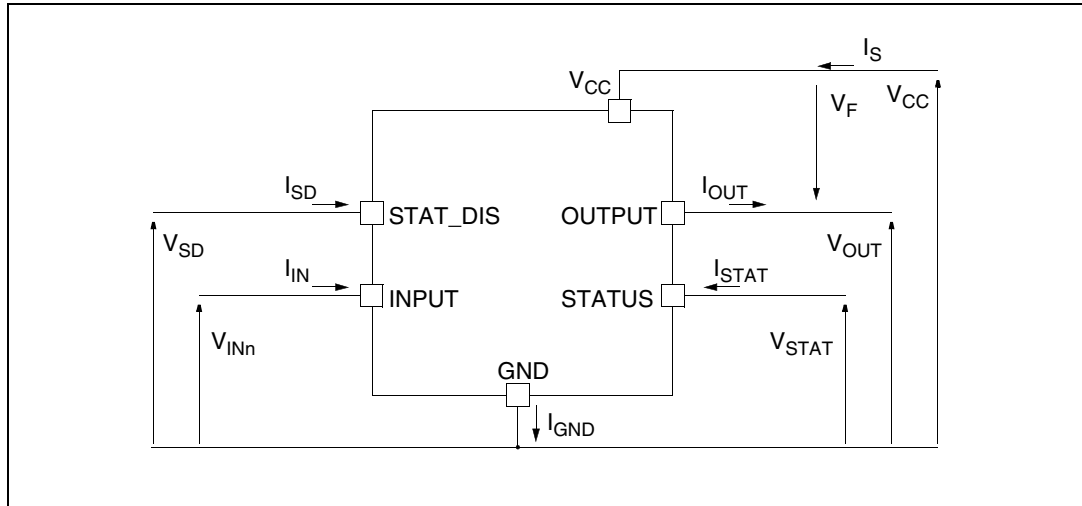 I_S
V_CC
V_F
V_CC
I_SD
I_OUT
STAT_DIS
OUTPUT
V_SD
V_OUT
I_IN
I_STAT
INPUT
STATUS
V_INn
V_STAT
GND
I_GND